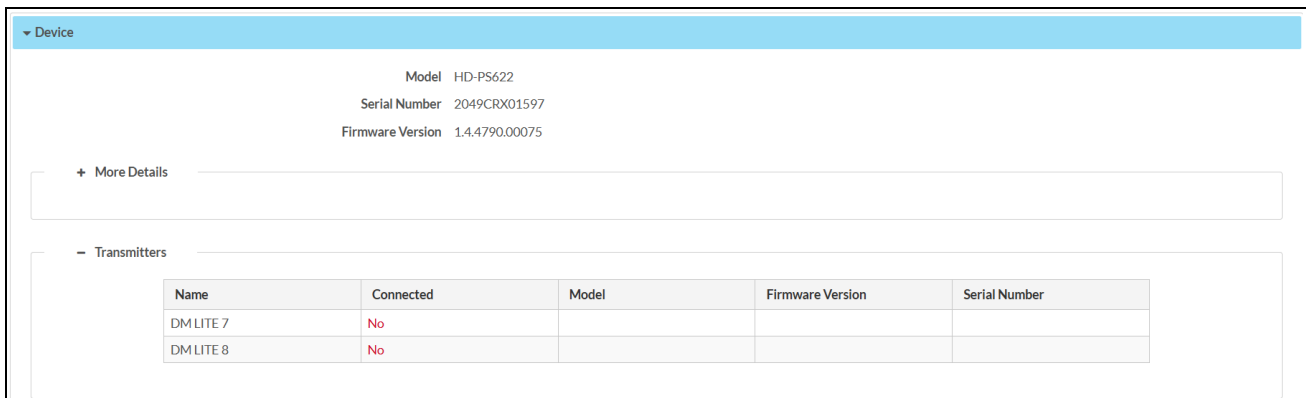 Device
Model HD-PS622
Serial Number 2049CRX01597
Firmware Version 1.4.4790.00075
+ More Details
− Transmitters
Name Connected Model Firmware Version Serial Number
DM LITE 7 No
DM LITE 8 No